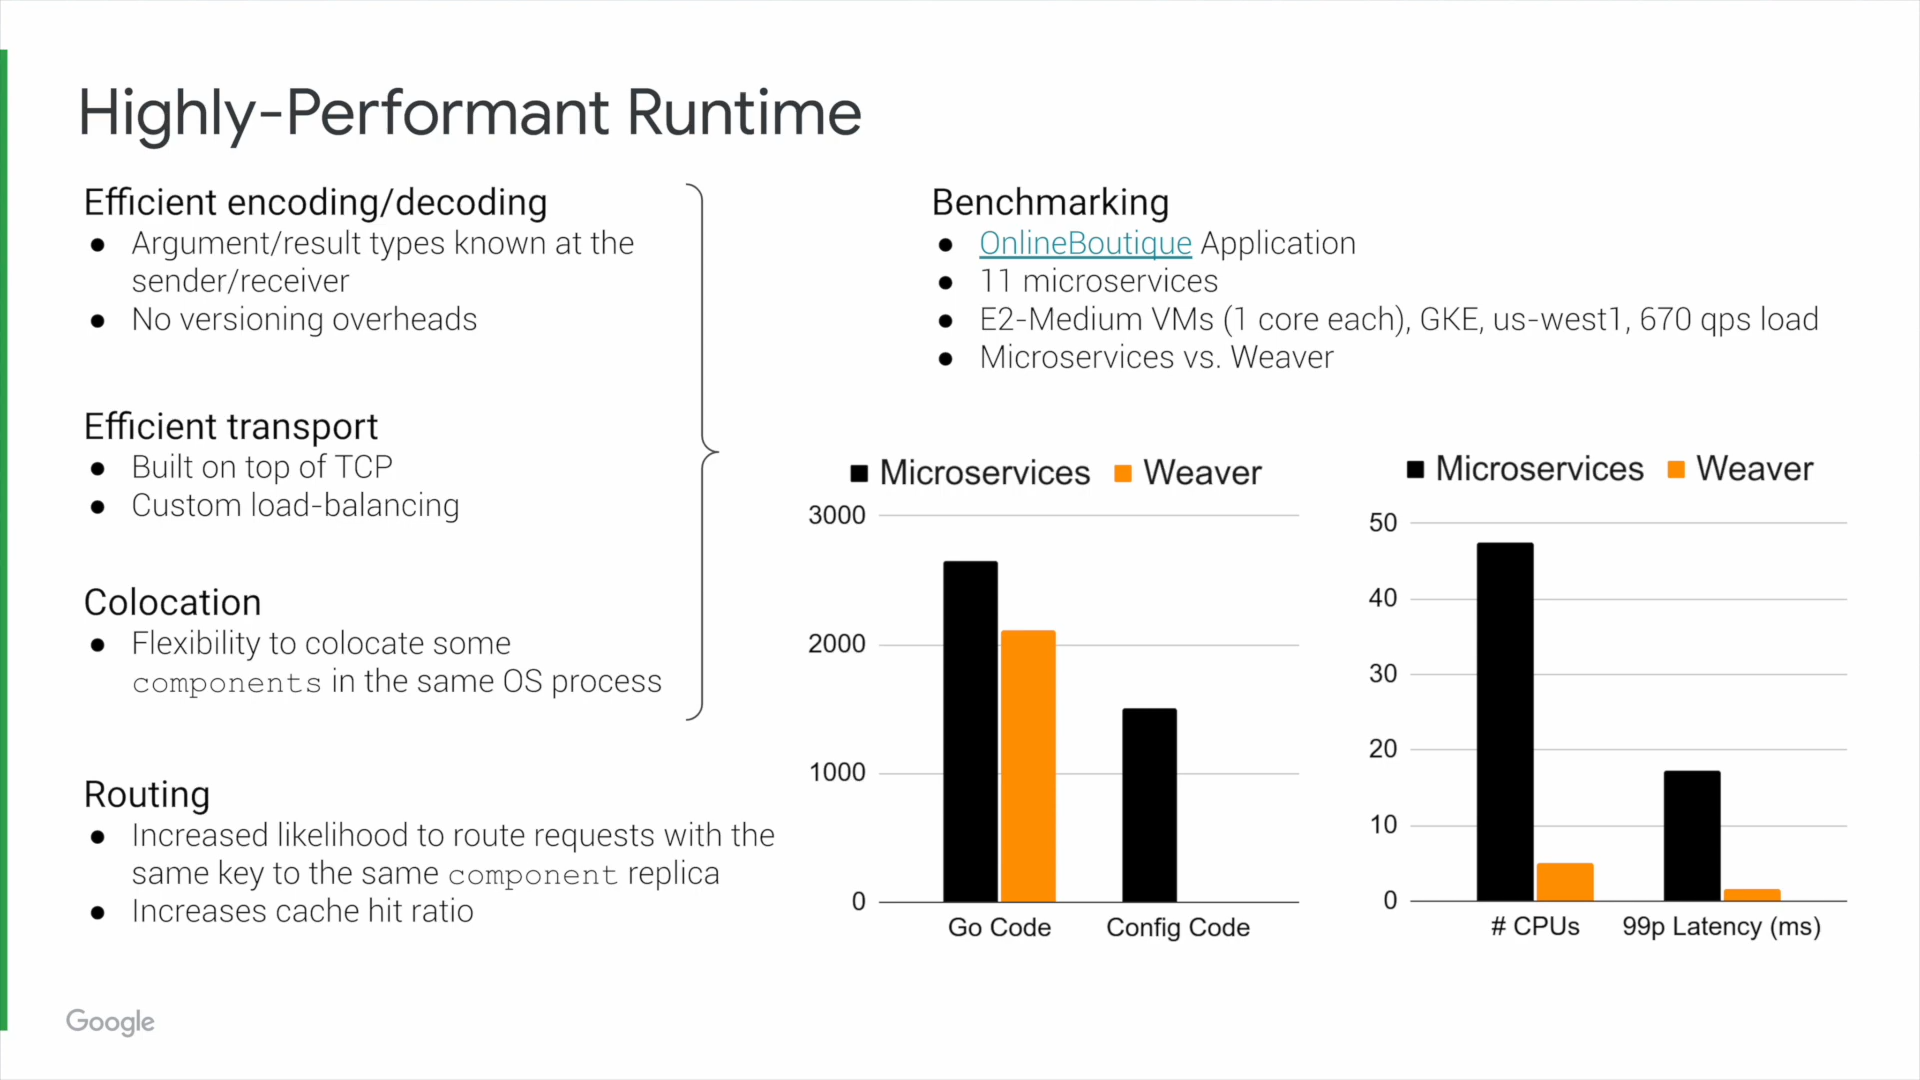 Highly-Performant Runtime
Efficient encoding/decoding
● Argument/result types known at the
sender/receiver
● No versioning overheads
Efficient transport
● Built on top of TCP
● Custom load-balancing
Colocation
● Flexibility to colocate some
components in the same OS process
Routing
● Increased likelihood to route requests with the
same key to the same component replica
● Increases cache hit ratio
Benchmarking
● OnlineBoutique Application
● 11 microservices
● E2-Medium VMs (1 core each), GKE, us-west1, 670 qps load
● Microservices vs. Weaver
Microservices Weaver
3000
2000
1000
0
Go Code Config Code
Microservices Weaver
50
40
30
20
10
0
# CPUs 99p Latency (ms)
Google